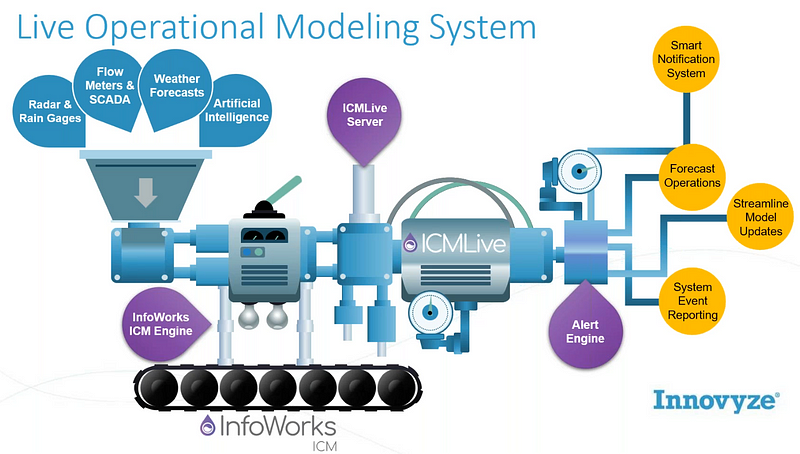 Live Operational Modeling System
Radar &
Rain Gages
Flow
Meters &
SCADA
Weather
Forecasts
Artificial
Intelligence
ICMLive
Server
Smart
Notification
System
Forecast
Operations
Streamline
Model
Updates
ICMLive
InfoWorks
ICM Engine
System
Event
Reporting
Alert
Engine
Innovyze®
InfoWorks
ICM